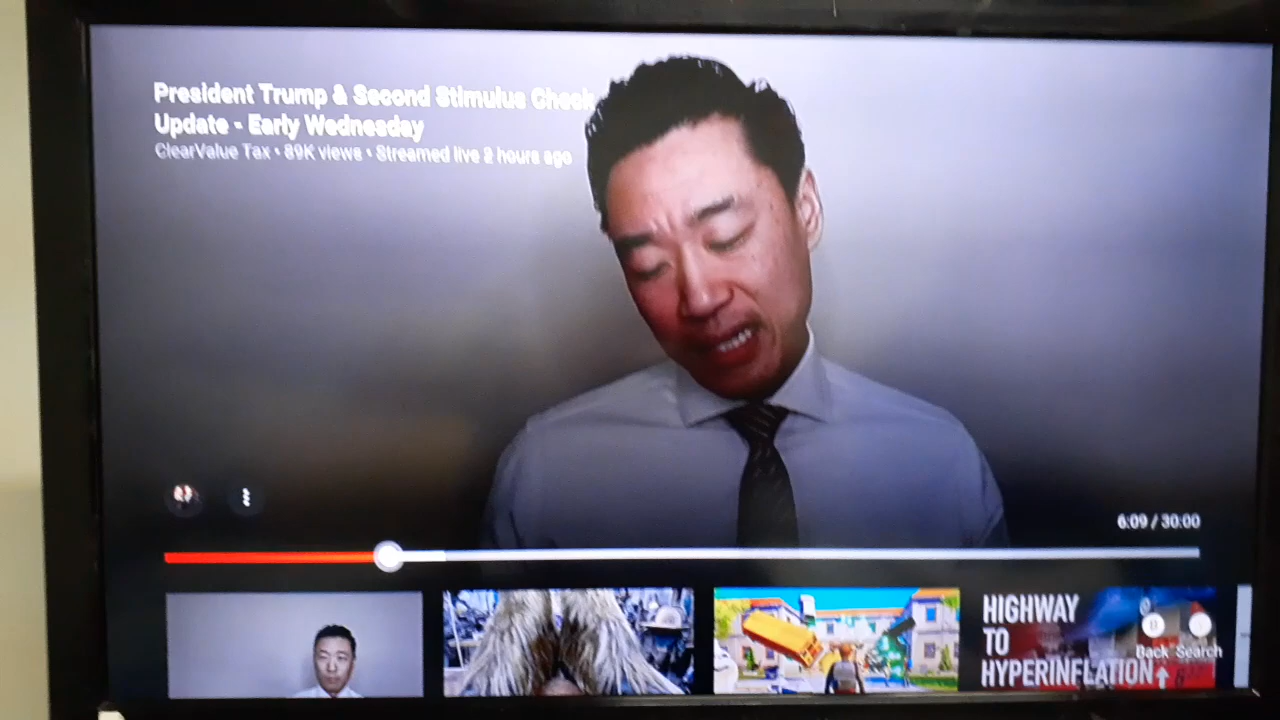 President Trump & Second Stimulus Check
Update - Early Wednesday
ClearValue Tax • 89K views • Streamed live 2 hours ago
6:09 / 30:00
HIGHWAY
TO
HYPERINFLATION
Back Search